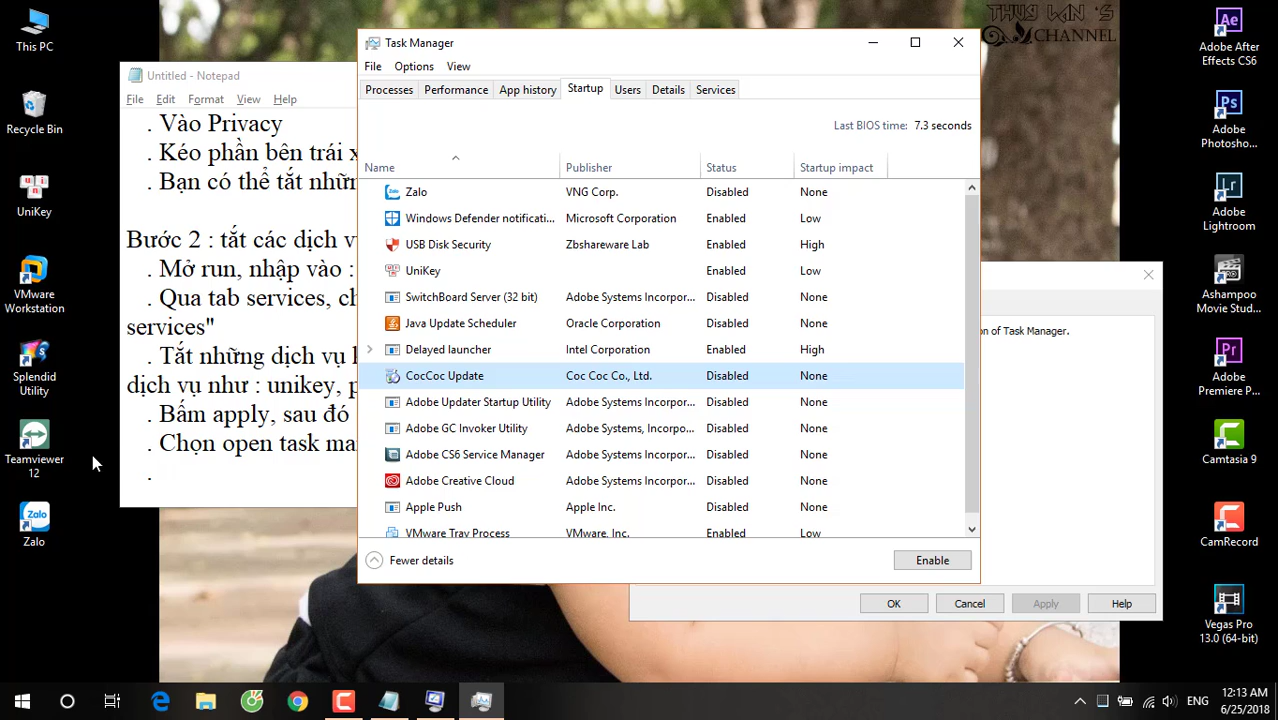 This PC
Recycle Bin
UniKey
VMware
Workstation
Splendid
Utility
Teamviewer
12
Zalo
Untitled - Notepad
File Edit Format View Help
. Vào Privacy
. Kéo phần bên trái x
. Bạn có thể tắt nhữn
Bước 2 : tắt các dịch v
. Mở run, nhập vào :
. Qua tab services, ch
services"
. Tắt những dịch vụ
dịch vụ như : unikey, p
. Bấm apply, sau đó
. Chọn open task ma
.
Task Manager
File Options View
Processes Performance App history Startup Users Details Services
Last BIOS time: 7.3 seconds
Name Publisher Status Startup impact
Zalo VNG Corp. Disabled None
Windows Defender notificati... Microsoft Corporation Enabled Low
USB Disk Security Zbshareware Lab Enabled High
UniKey Enabled Low
SwitchBoard Server (32 bit) Adobe Systems Incorpor... Disabled None
Java Update Scheduler Oracle Corporation Disabled None
Delayed launcher Intel Corporation Enabled High
CocCoc Update Coc Coc Co., Ltd. Disabled None
Adobe Updater Startup Utility Adobe Systems Incorpor... Disabled None
Adobe GC Invoker Utility Adobe Systems, Incorpo... Disabled None
Adobe CS6 Service Manager Adobe Systems Incorpor... Disabled None
Adobe Creative Cloud Adobe Systems Incorpor... Disabled None
Apple Push Apple Inc. Disabled None
VMware Tray Process VMware, Inc. Enabled Low
Fewer details Enable
on of Task Manager.
OK Cancel Apply Help
THUY VAN 'S
CHANNEL
Adobe After
Effects CS6
Adobe
Photosho...
Adobe
Lightroom
Ashampoo
Movie Stud...
Adobe
Premiere P...
Camtasia 9
CamRecord
Vegas Pro
13.0 (64-bit)
ENG
12:13 AM
6/25/2018